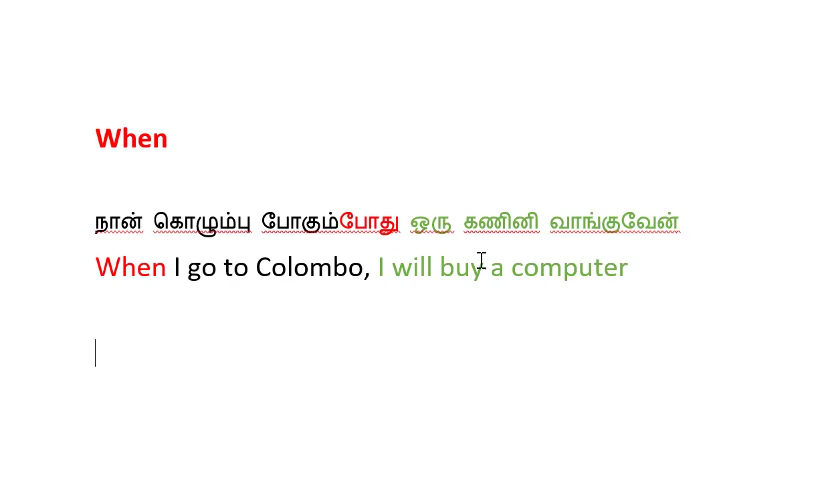 When
நான் கொழும்பு போகும்போது ஒரு கணினி வாங்குவேன்
When I go to Colombo, I will buy a computer